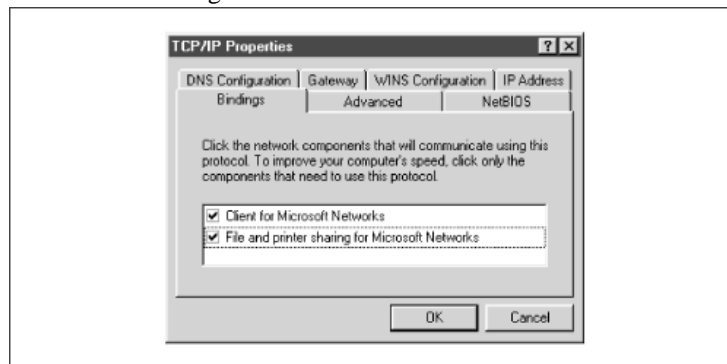 TCP/IP Properties
? ×
DNS Configuration Gateway WINS Configuration IP Address
Bindings Advanced NetBIOS
Click the network components that will communicate using this
protocol. To improve your computer's speed, click only the
components that need to use this protocol.
Client for Microsoft Networks
File and printer sharing for Microsoft Networks
OK Cancel